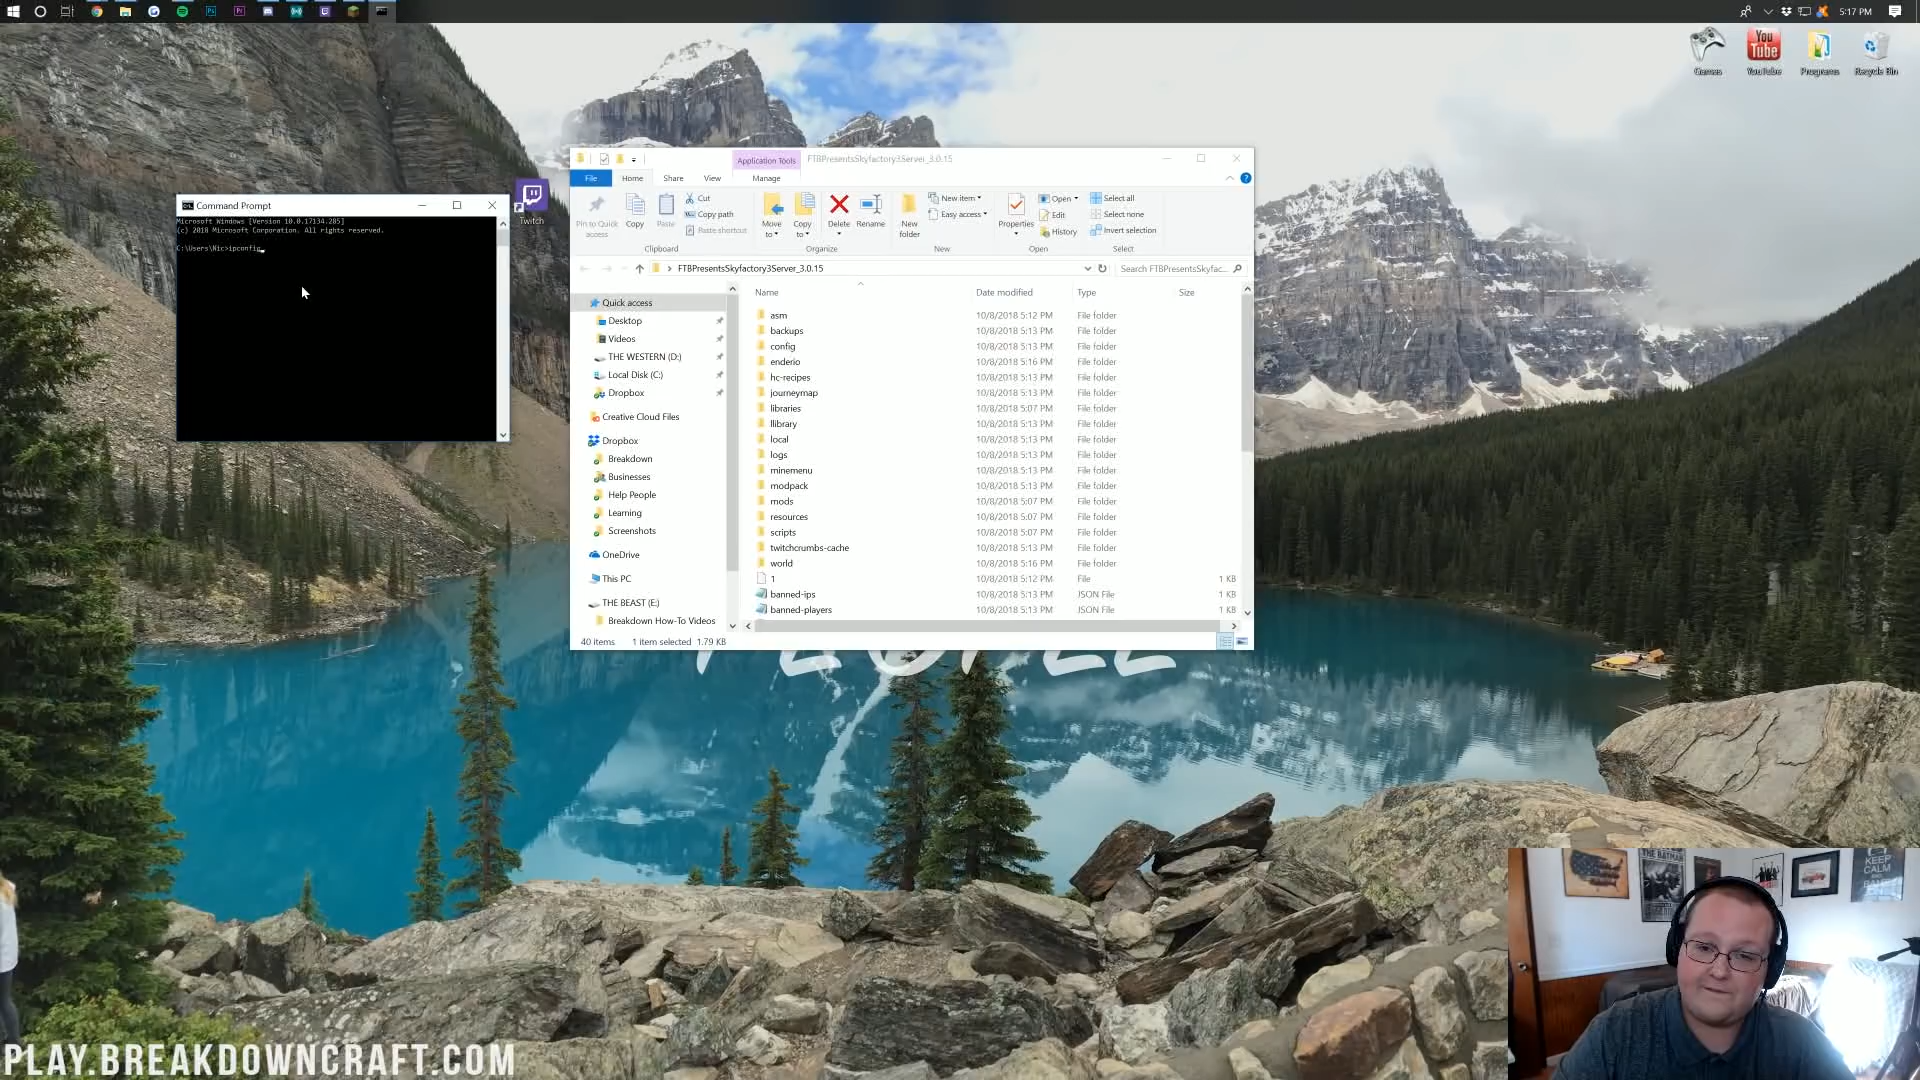 5:17 PM
Games
YouTube
Programs
Recycle Bin
Twitch
Command Prompt
Microsoft Windows [Version 10.0.17134.285]
(c) 2018 Microsoft Corporation. All rights reserved.
C:\Users\Nic>ipconfig
Application Tools
FTBPresentsSkyfactory3Server_3.0.15
File
Home
Share
View
Manage
Pin to Quick access
Copy
Paste
Cut
Copy path
Paste shortcut
Clipboard
Move to
Copy to
Delete
Rename
Organize
New folder
New item
Easy access
New
Properties
Open
Edit
History
Open
Select all
Select none
Invert selection
Select
FTBPresentsSkyfactory3Server_3.0.15
Search FTBPresentsSkyfac...
Name Date modified Type Size
Quick access
Desktop
Videos
THE WESTERN (D:)
Local Disk (C:)
Dropbox
Creative Cloud Files
Dropbox
Breakdown
Businesses
Help People
Learning
Screenshots
OneDrive
This PC
THE BEAST (E:)
Breakdown How-To Videos
asm 10/8/2018 5:12 PM File folder
backups 10/8/2018 5:13 PM File folder
config 10/8/2018 5:13 PM File folder
enderio 10/8/2018 5:16 PM File folder
hc-recipes 10/8/2018 5:13 PM File folder
journeymap 10/8/2018 5:13 PM File folder
libraries 10/8/2018 5:07 PM File folder
llibrary 10/8/2018 5:13 PM File folder
local 10/8/2018 5:13 PM File folder
logs 10/8/2018 5:13 PM File folder
minemenu 10/8/2018 5:13 PM File folder
modpack 10/8/2018 5:13 PM File folder
mods 10/8/2018 5:07 PM File folder
resources 10/8/2018 5:07 PM File folder
scripts 10/8/2018 5:07 PM File folder
twitchcrumbs-cache 10/8/2018 5:13 PM File folder
world 10/8/2018 5:16 PM File folder
1 10/8/2018 5:12 PM File 1 KB
banned-ips 10/8/2018 5:13 PM JSON File 1 KB
banned-players 10/8/2018 5:13 PM JSON File 1 KB
40 items 1 item selected 1.79 KB
PEOPLE
KEEP
CALM
PLAY.BREAKDOWNCRAFT.COM